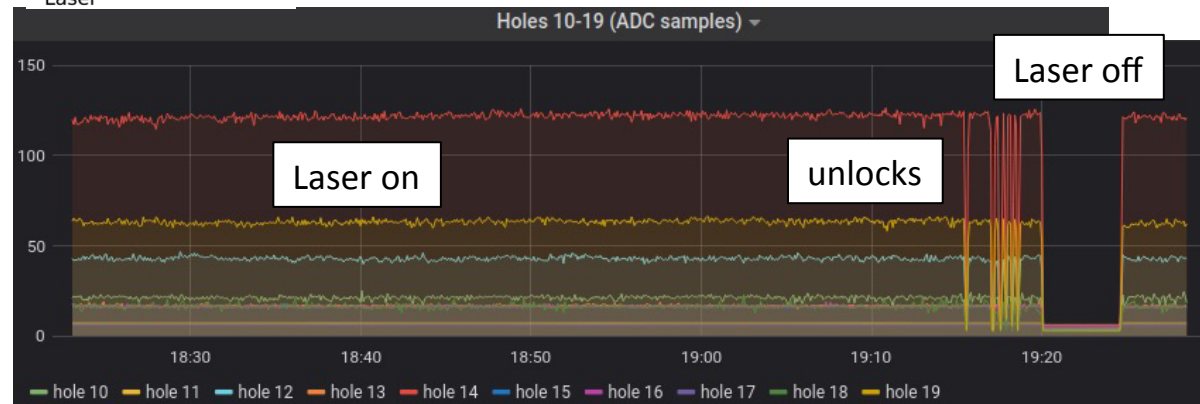 Laser
Holes 10-19 (ADC samples)
Laser off
150
100
Laser on
unlocks
50
0
18:30 18:40 18:50 19:00 19:10 19:20
hole 10 hole 11 hole 12 hole 13 hole 14 hole 15 hole 16 hole 17 hole 18 hole 19